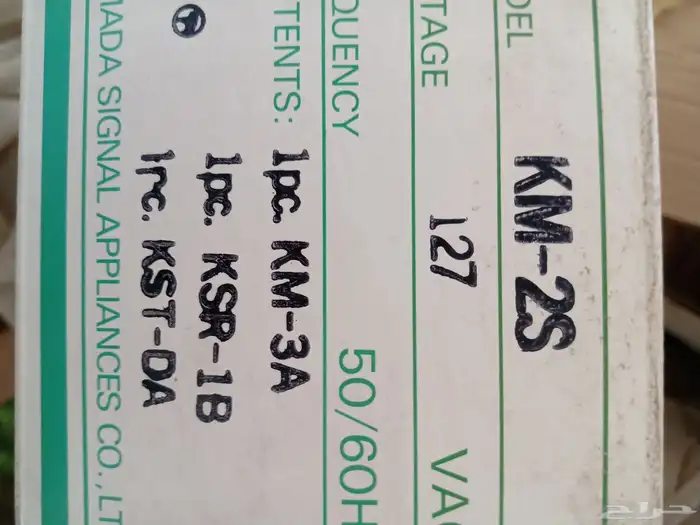 DEL KM-2S
TAGE 127 VA
QUENCY 50/60H
TENTS: 1pc. KM-3A
1pc. KSR-1B
1pc. KST-DA
MADA SIGNAL APPLIANCES CO., LT
حراج